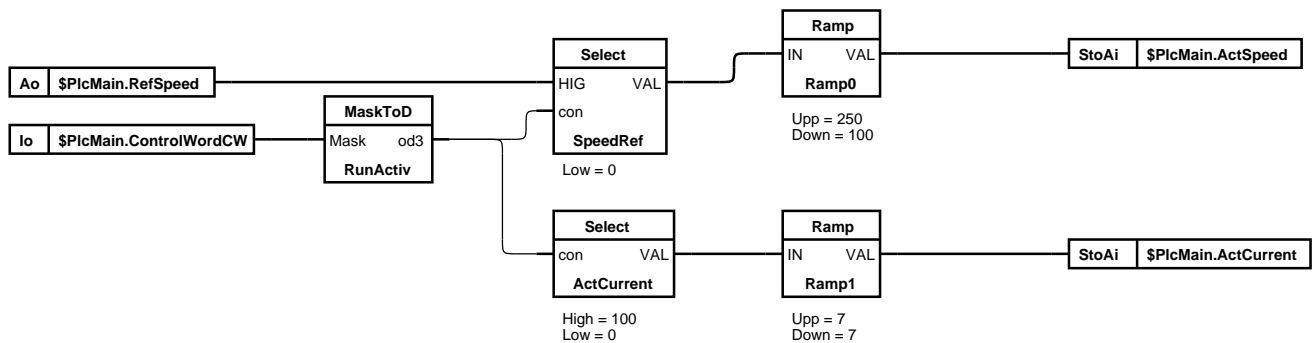 Ramp
Select
IN VAL
StoAi $PlcMain.ActSpeed
Ao $PlcMain.RefSpeed
HIG VAL
Ramp0
MaskToD
con
Upp = 250
Down = 100
Io $PlcMain.ControlWordCW
Mask od3
SpeedRef
RunActiv
Low = 0
Select
Ramp
con VAL
IN VAL
StoAi $PlcMain.ActCurrent
ActCurrent
Ramp1
High = 100
Low = 0
Upp = 7
Down = 7